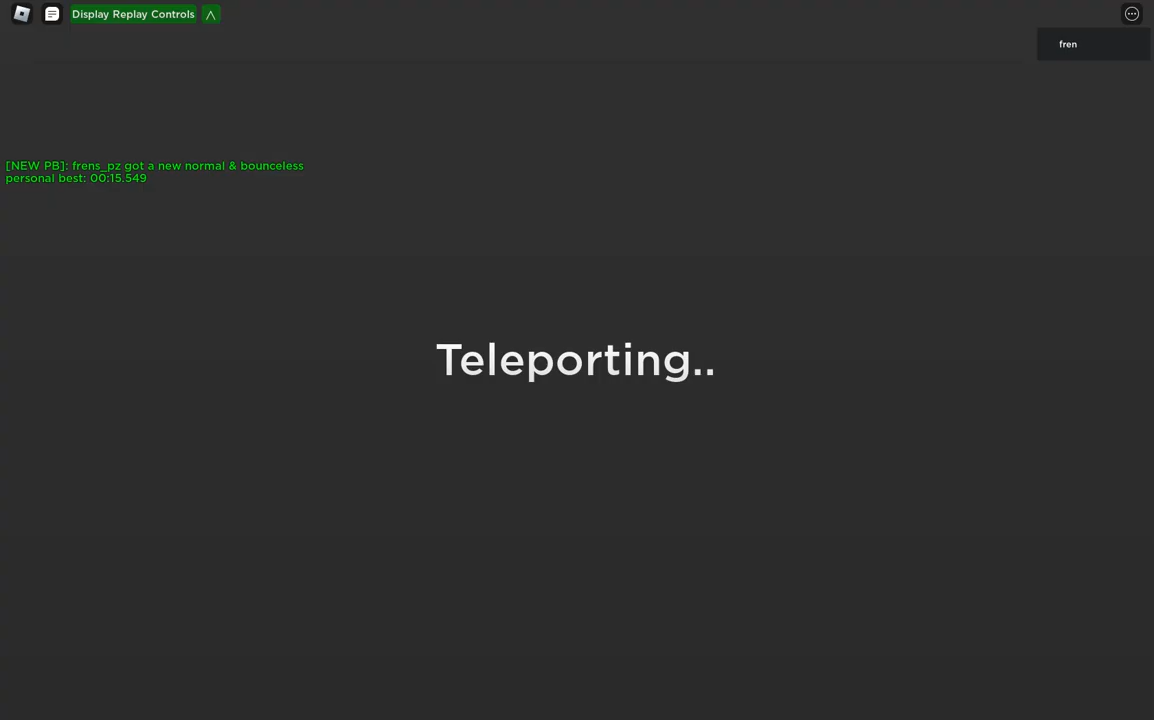 Display Replay Controls
fren
[NEW PB]: frens_pz got a new normal & bounceless
personal best: 00:15.549
Teleporting..